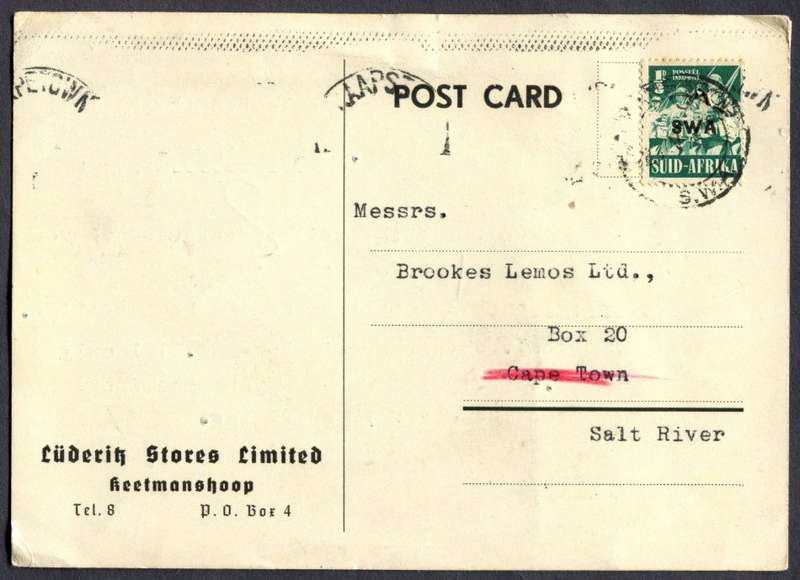 POST CARD
SWA
SUID-AFRIKA
Messrs.
Brookes Lemos Ltd.,
Box 20
Cape Town
Salt River
Lüderitz Stores Limited
Keetmanshoop
Tel. 8 P. O. Box 4